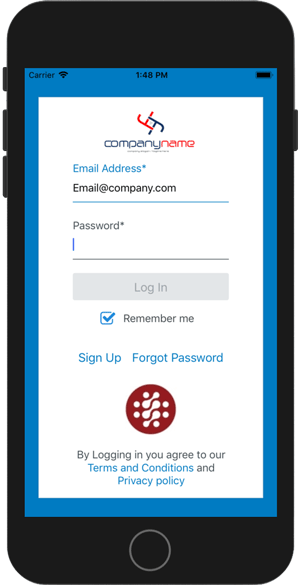 Carrier 1:48 PM
companyname
Email Address*
Email@company.com
Password*
Log In
Remember me
Sign Up Forgot Password
By Logging in you agree to our
Terms and Conditions and
Privacy policy